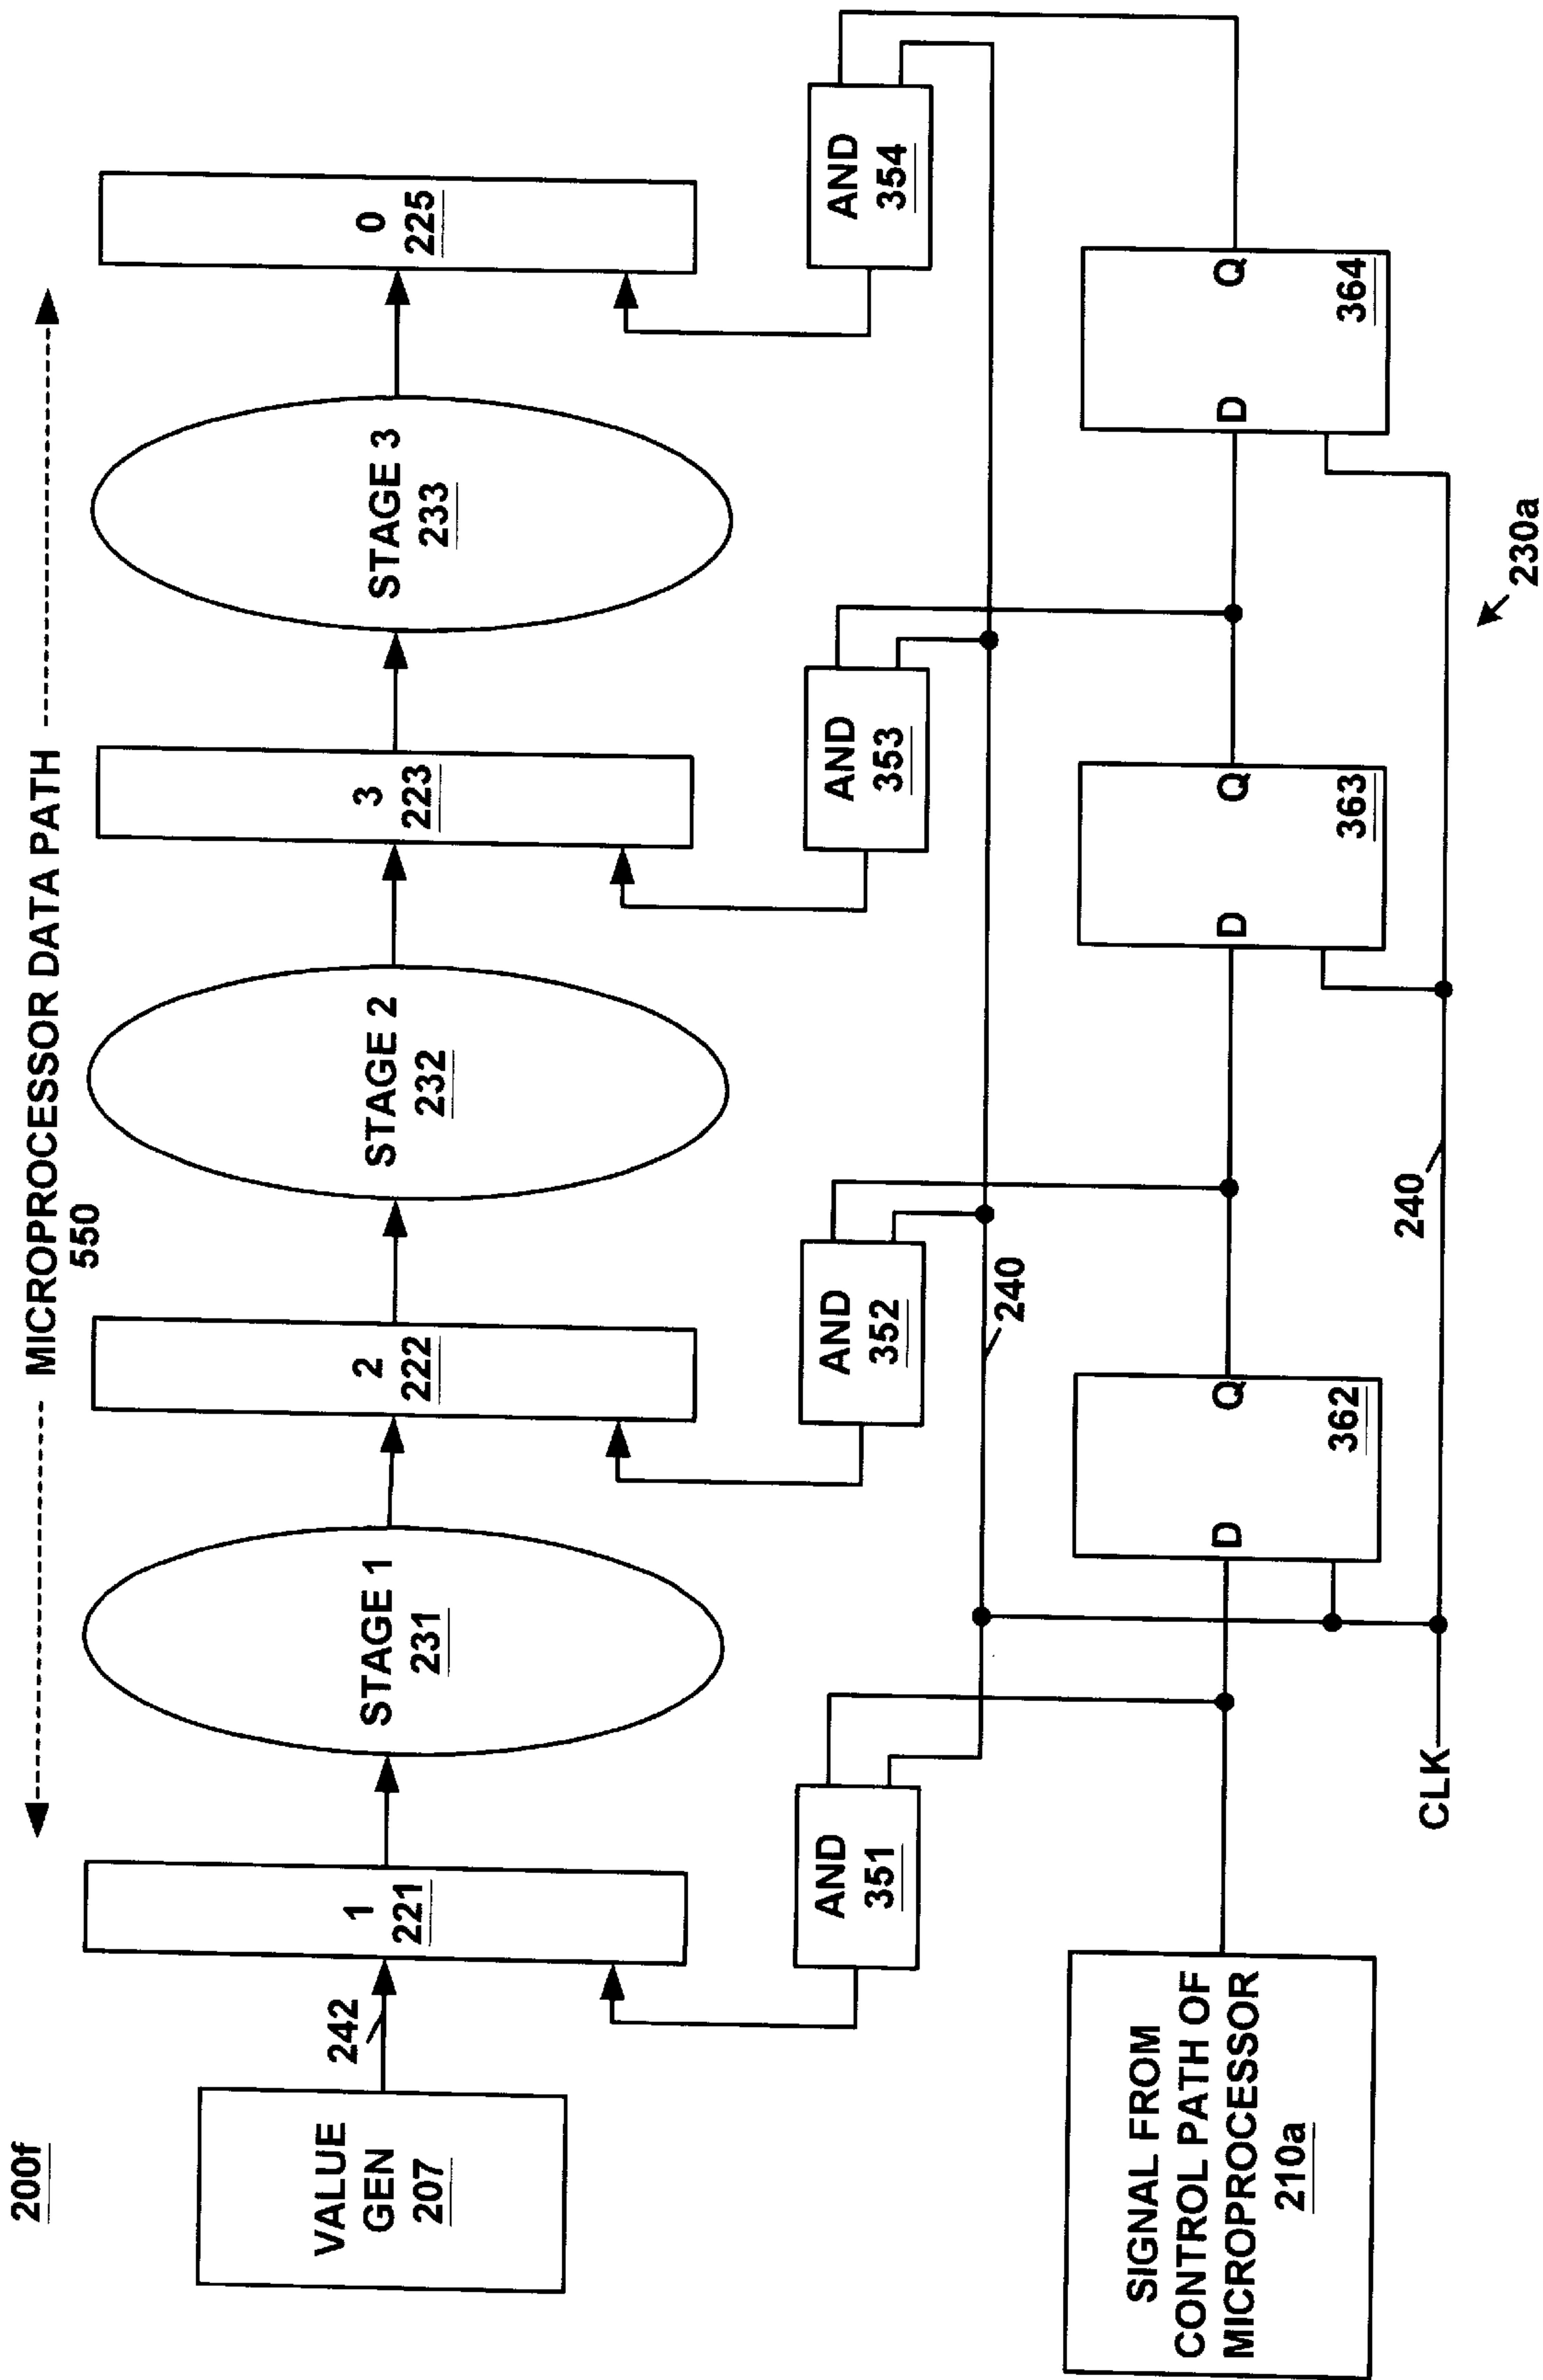 200f
MICROPROCESSOR DATA PATH
550
VALUE
GEN
207
242
1
221
STAGE 1
231
2
222
STAGE 2
232
3
223
STAGE 3
233
0
225
AND
351
AND
352
AND
353
AND
354
240
SIGNAL FROM
CONTROL PATH OF
MICROPROCESSOR
210a
D
Q
362
D
Q
363
D
Q
364
CLK
240
230a